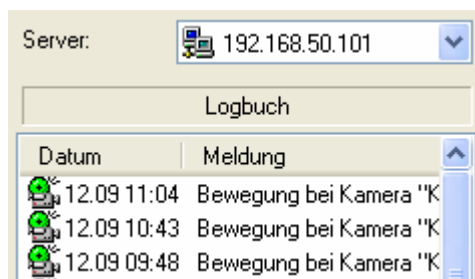 Server: 192.168.50.101
Logbuch
Datum Meldung
12.09 11:04 Bewegung bei Kamera "K
12.09 10:43 Bewegung bei Kamera "K
12.09 09:48 Bewegung bei Kamera "K